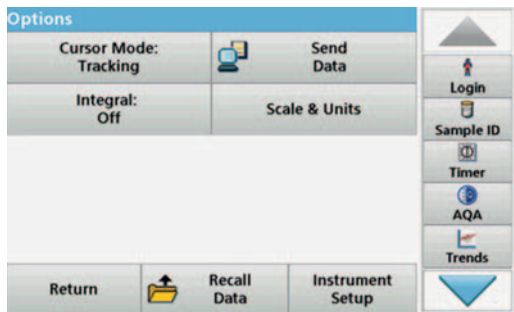 Options
Cursor Mode:
Tracking
Send
Data
Integral:
Off
Scale & Units
Return
Recall
Data
Instrument
Setup
Login
Sample ID
Timer
AQA
Trends